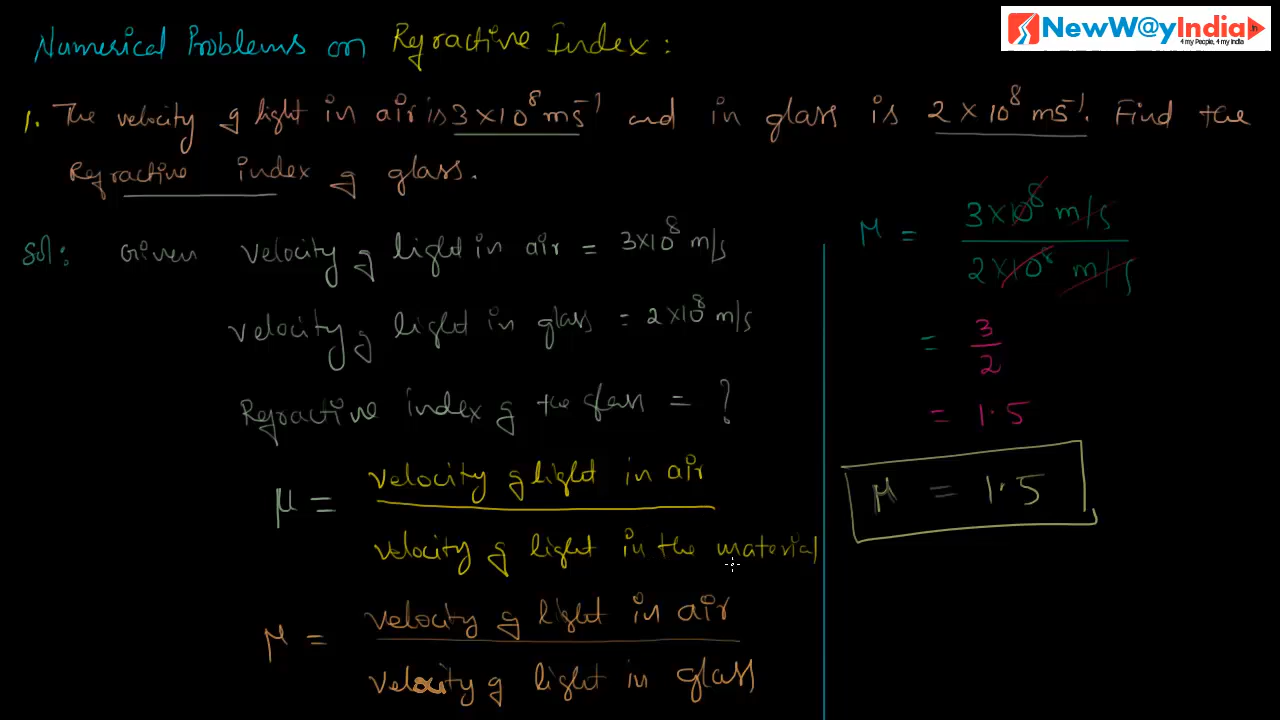 Numerical Problems on Refractive Index:
NewW@yIndia.in
4 my People, 4 my India
1. The velocity of light in air is 3×10⁸ ms⁻¹ and in glass is 2×10⁸ ms⁻¹. Find the
Refractive index of glass.
Sol: Given velocity of light in air = 3×10⁸ m/s
velocity of light in glass = 2×10⁸ m/s
Refractive index of the glass = ?
μ = velocity of light in air
velocity of light in the material
μ = velocity of light in air
velocity of light in glass
μ = 3×10⁸ m/s
2×10⁸ m/s
= 3
2
= 1.5
μ = 1.5